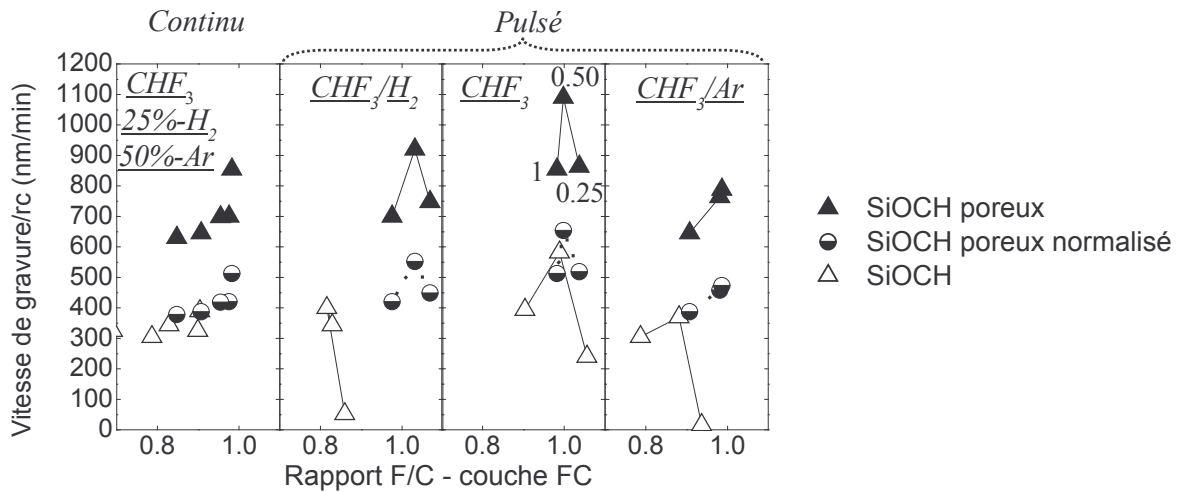 Continu
Pulsé
1200
1100
1000
900
800
700
600
500
400
300
200
100
0
Vitesse de gravure/rc (nm/min)
CHF3
25%-H2
50%-Ar
CHF3/H2
CHF3
0.50
1
0.25
CHF3/Ar
0.8 1.0 0.8 1.0 0.8 1.0 0.8 1.0
Rapport F/C - couche FC
SiOCH poreux
SiOCH poreux normalisé
SiOCH